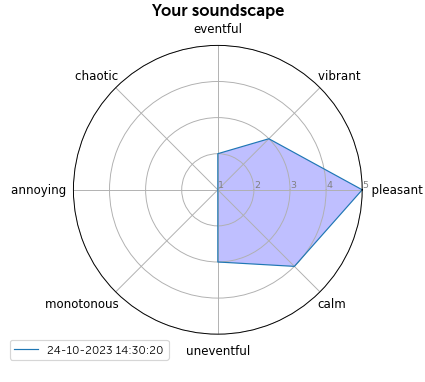 Your soundscape
eventful
chaotic
vibrant
annoying
1 2 3 4 5
pleasant
monotonous
calm
24-10-2023 14:30:20
uneventful